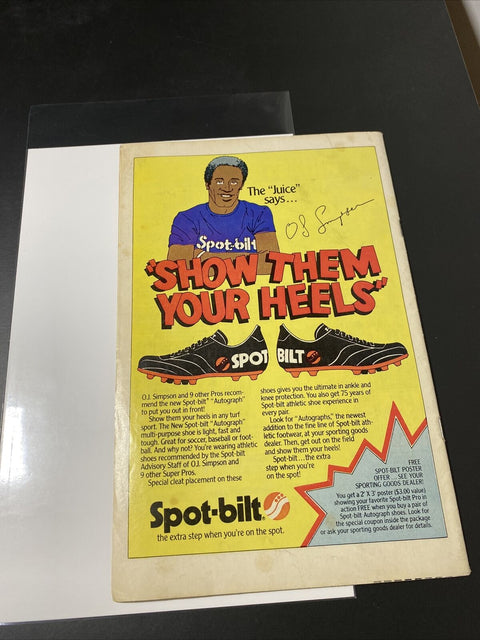 The "Juice"
says...
OJ Simpson
Spot-bilt
"SHOW THEM
YOUR HEELS"
SPOT BILT
O.J. Simpson and 9 other Pros recom-
mend the new Spot-bilt® "Autograph"
to put you out in front!
Show them your heels in any turf
sport. The New Spot-bilt "Autograph"
multi-purpose shoe is light, fast and
tough. Great for soccer, baseball or foot-
ball. And why not? You're wearing athletic
shoes recommended by the Spot-bilt
Advisory Staff of O.J. Simpson and
9 other Super Pros.
Special cleat placement on these
shoes gives you the ultimate in ankle and
knee protection. You also get 75 years of
Spot-bilt athletic shoe experience in
every pair.
Look for "Autographs," the newest
addition to the fine line of Spot-bilt ath-
letic footwear, at your sporting goods
dealer. Then, get out on the field
and show them your heels!
Spot-bilt...the extra
step when you're
on the spot!
Spot-bilt®
the extra step when you're on the spot.
FREE
SPOT-BILT POSTER
OFFER...SEE YOUR
SPORTING GOODS DEALER!
You get a 2' X 3' poster ($3.00 value)
showing your favorite Spot-bilt Pro in
action FREE when you buy a pair of
Spot-bilt Autograph shoes. Look for
the special coupon inside the package
or ask your sporting goods dealer for details.